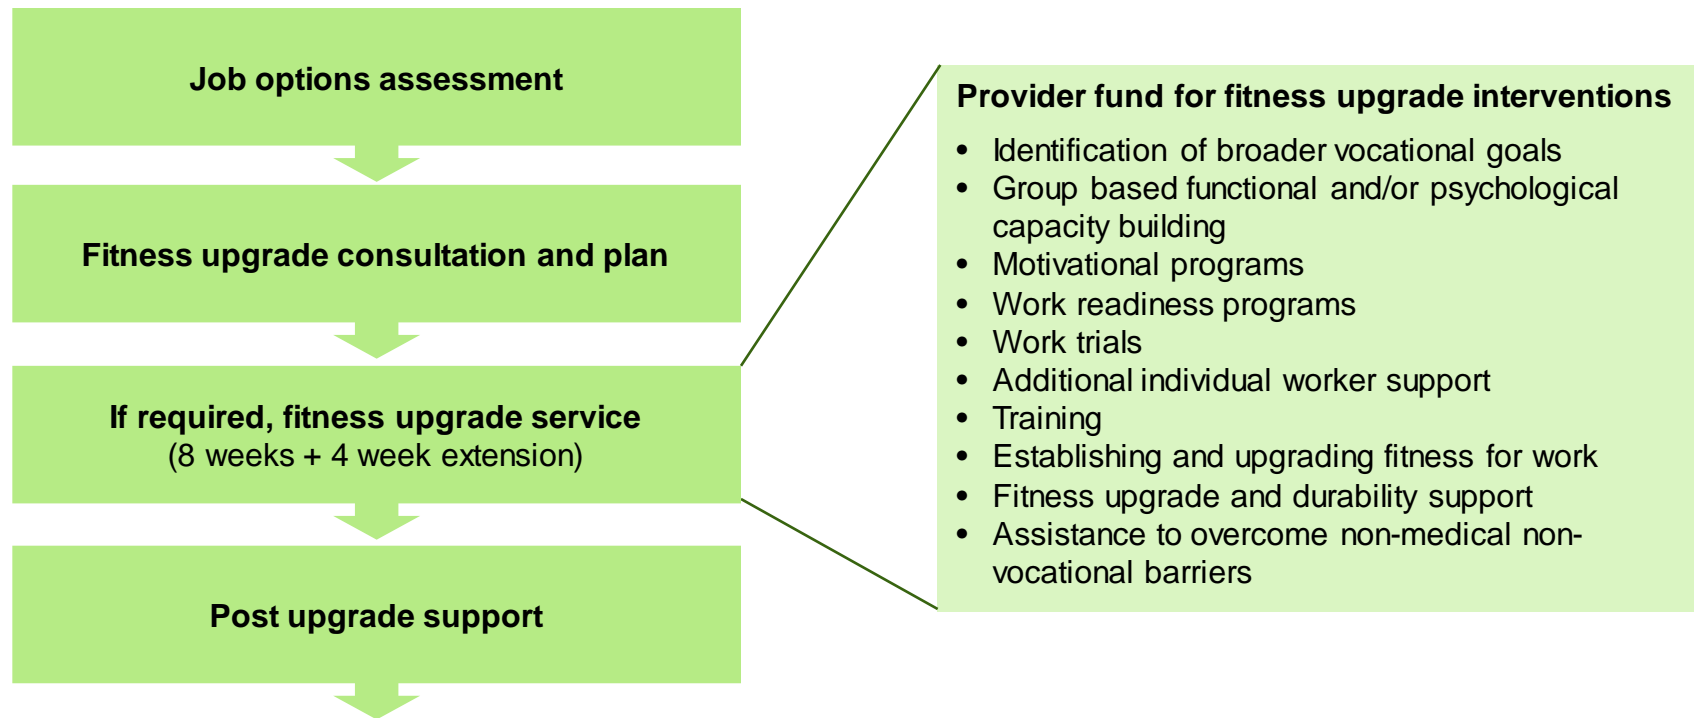 Job options assessment
Fitness upgrade consultation and plan
If required, fitness upgrade service
(8 weeks + 4 week extension)
Post upgrade support
Provider fund for fitness upgrade interventions
• Identification of broader vocational goals
• Group based functional and/or psychological
capacity building
• Motivational programs
• Work readiness programs
• Work trials
• Additional individual worker support
• Training
• Establishing and upgrading fitness for work
• Fitness upgrade and durability support
• Assistance to overcome non-medical non-
vocational barriers